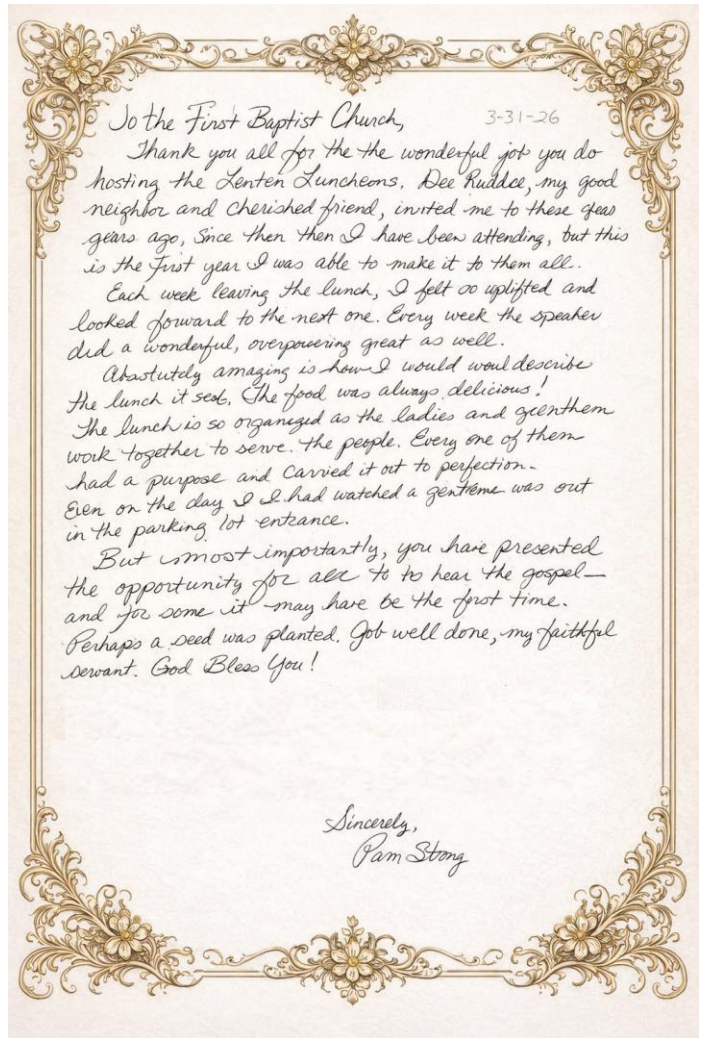 To the First Baptist Church, 3-31-26
Thank you all for the the wonderful job you do
hosting the Lenten Luncheons. Dee Ruddce, my good
neighbor and cherished friend, invited me to these
gears ago, Since then then I have been attending, but this
is the First year I was able to make it to them all.
Each week leaving the lunch, I felt so uplifted and
looked forward to the next one. Every week the speaker
did a wonderful, overpowering great as well.
Absolutely amazing is how I would woul describe
the lunch it self. The food was always delicious!
The lunch is so organized as the ladies and
work together to serve. the people. Every one of them
had a purpose and carried it out to perfection.
Even on the day I I had watched a gentleme was out
in the parking lot entrance.
But most importantly, you have presented
the opportunity for all to to hear the gospel—
and for some it may have be the first time.
Perhaps a seed was planted. Job well done, my faithful
servant. God Bless You!
Sincerely,
Pam Strong